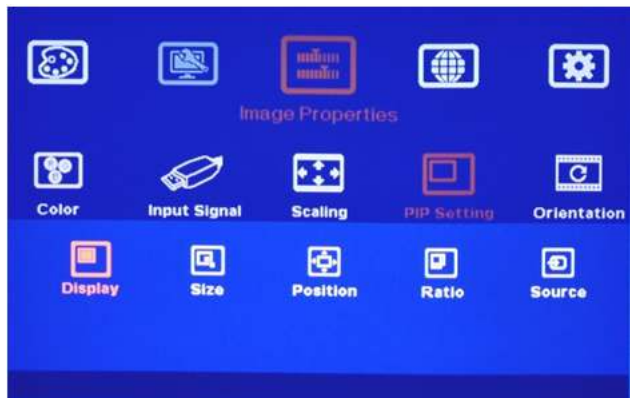 Image Properties
Color Input Signal Scaling PIP Setting Orientation
Display Size Position Ratio Source